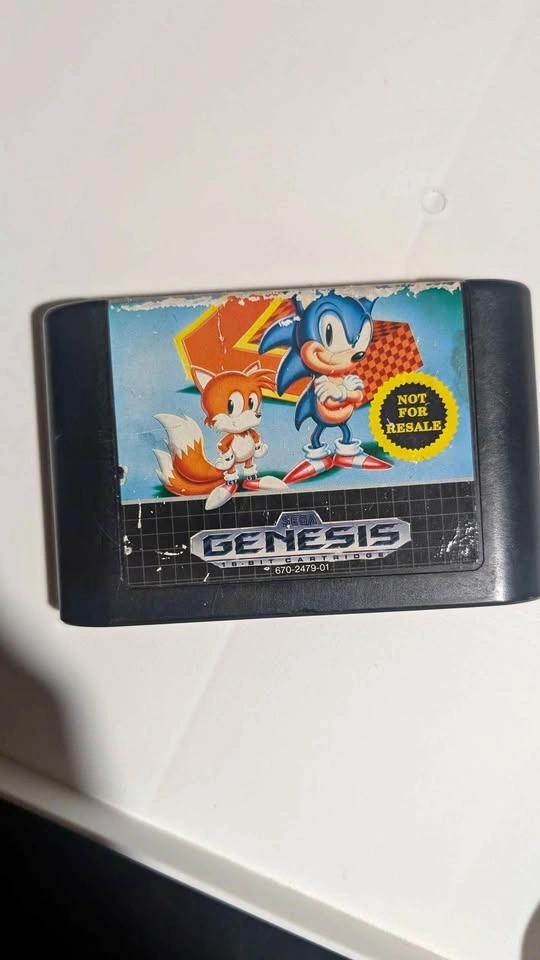 NOT
FOR
RESALE
SEGA
GENESIS
16-BIT CARTRIDGE
670-2479-01